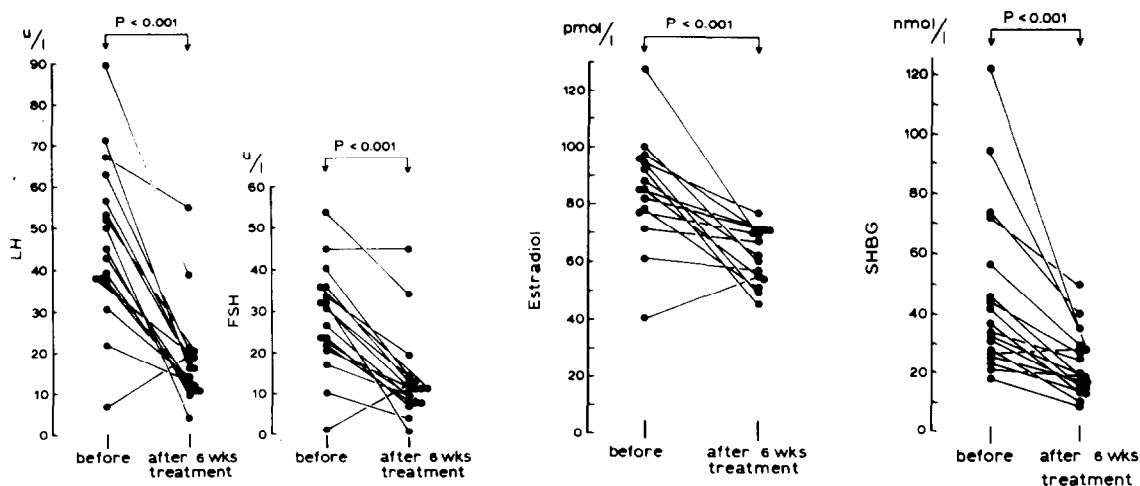 P < 0.001
u/l
90
80
70
60
50
40
30
20
10
0
LH
before
after 6 wks
treatment
P < 0.001
u/l
60
50
40
30
20
10
0
FSH
before
after 6 wks
treatment
P < 0.001
pmol/l
130
120
100
80
60
40
20
0
Estradiol
before
after 6 wks
treatment
P < 0.001
nmol/l
120
100
80
60
40
20
0
SHBG
before
after 6 wks
treatment